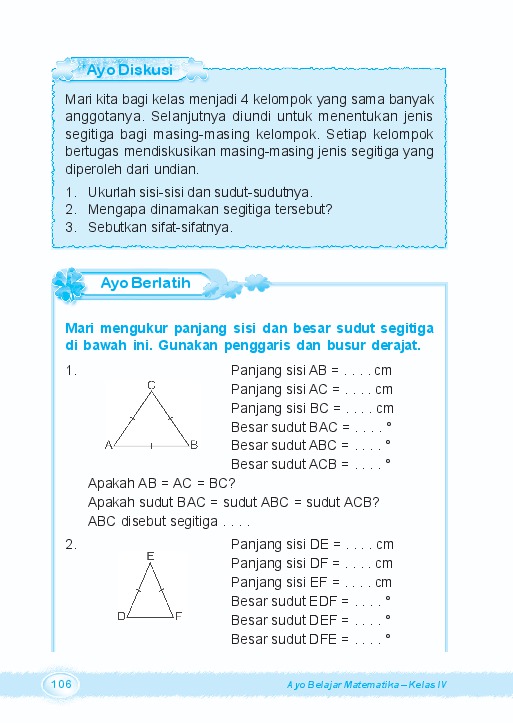 Ayo Diskusi
Mari kita bagi kelas menjadi 4 kelompok yang sama banyak
anggotanya. Selanjutnya diundi untuk menentukan jenis
segitiga bagi masing-masing kelompok. Setiap kelompok
bertugas mendiskusikan masing-masing jenis segitiga yang
diperoleh dari undian.
1. Ukurlah sisi-sisi dan sudut-sudutnya.
2. Mengapa dinamakan segitiga tersebut?
3. Sebutkan sifat-sifatnya.
Ayo Berlatih
Mari mengukur panjang sisi dan besar sudut segitiga
di bawah ini. Gunakan penggaris dan busur derajat.
1.
C
A
B
Panjang sisi AB = . . . . cm
Panjang sisi AC = . . . . cm
Panjang sisi BC = . . . . cm
Besar sudut BAC = . . . . °
Besar sudut ABC = . . . . °
Besar sudut ACB = . . . . °
Apakah AB = AC = BC?
Apakah sudut BAC = sudut ABC = sudut ACB?
ABC disebut segitiga . . . .
2.
E
D
F
Panjang sisi DE = . . . . cm
Panjang sisi DF = . . . . cm
Panjang sisi EF = . . . . cm
Besar sudut EDF = . . . . °
Besar sudut DEF = . . . . °
Besar sudut DFE = . . . . °
106
Ayo Belajar Matematika – Kelas IV